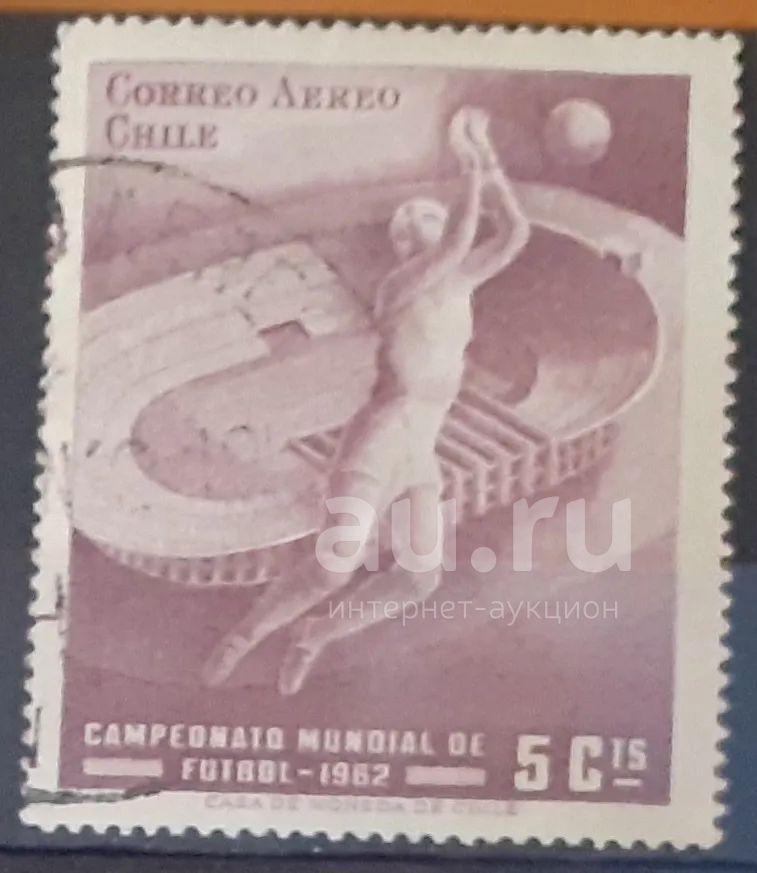 CORREO AEREO
CHILE
au.ru
интернет-аукцион
CAMPEONATO MUNDIAL DE
FUTBOL-1962
5 CTS
CASA DE MONEDA DE CHILE